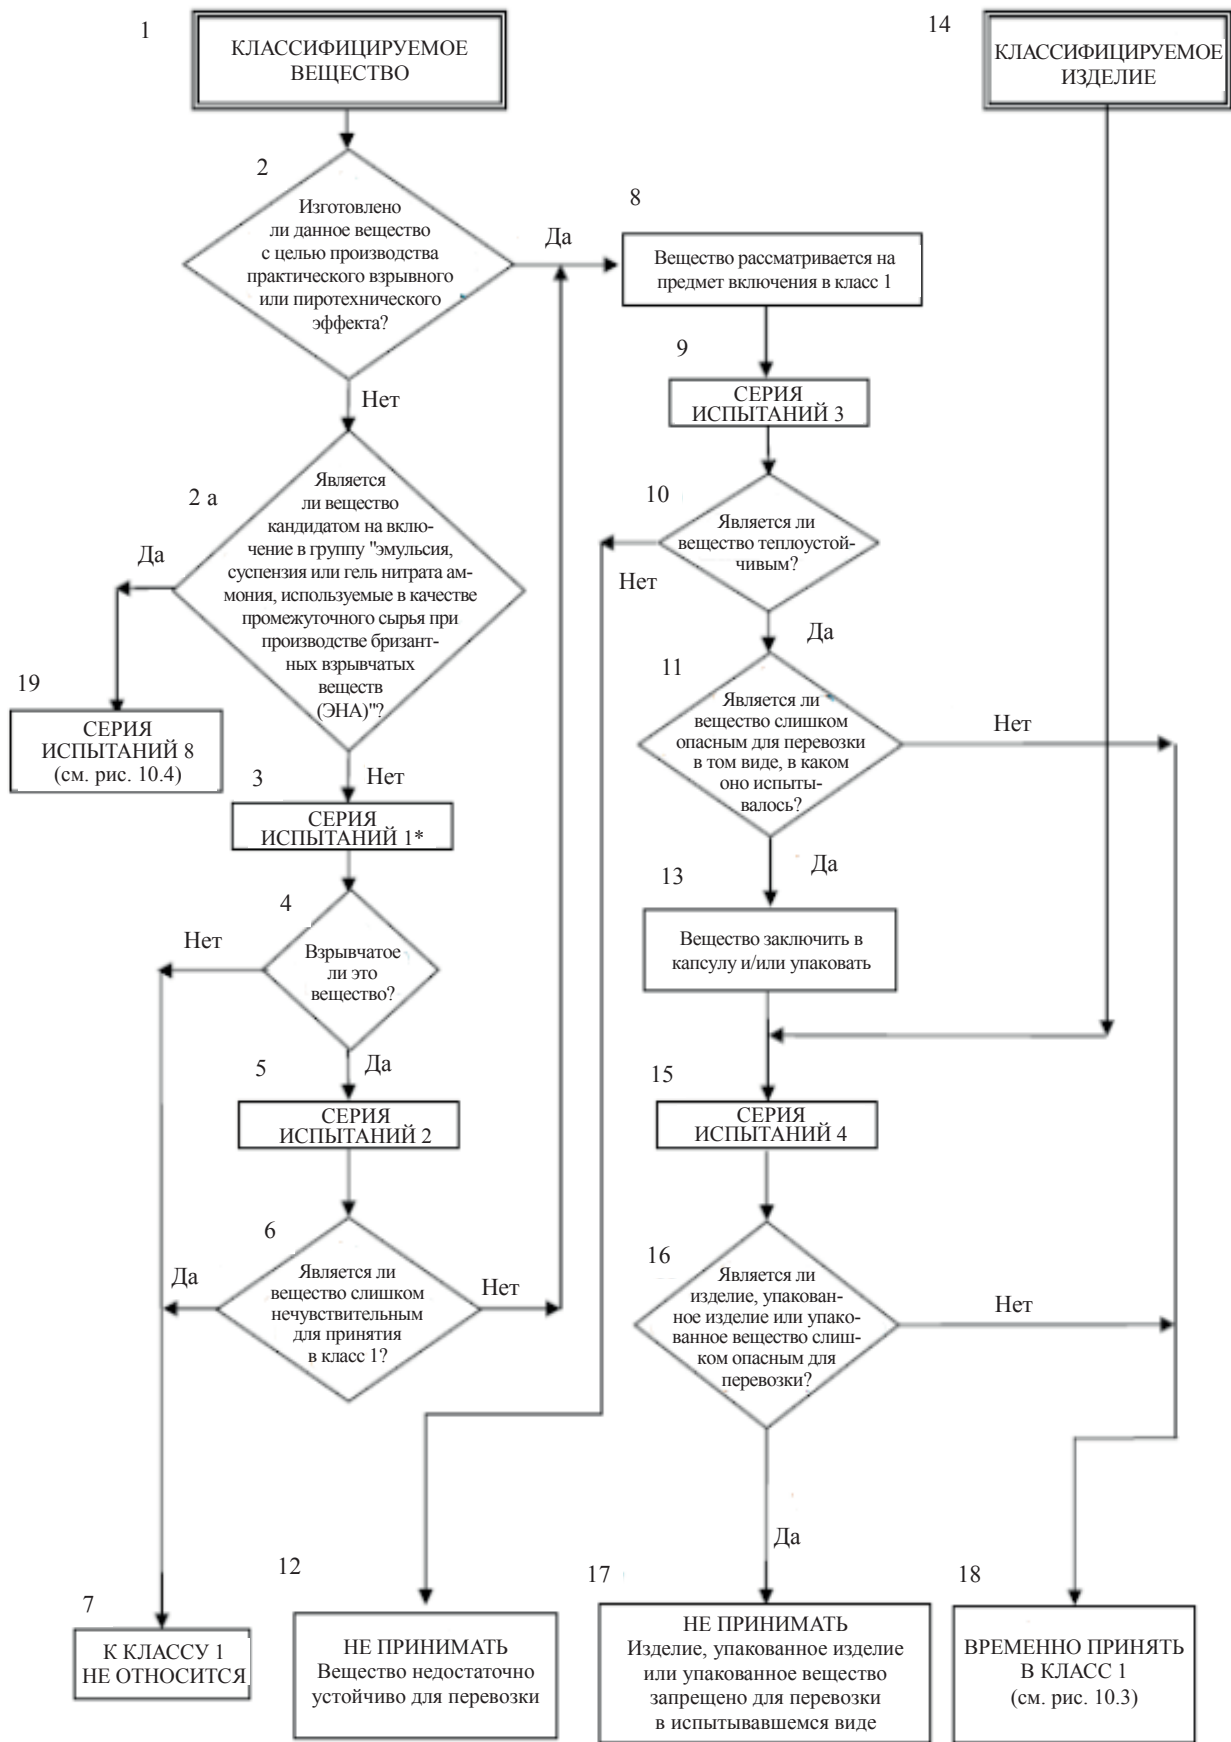 1
КЛАССИФИЦИРУЕМОЕ
ВЕЩЕСТВО
14
КЛАССИФИЦИРУЕМОЕ
ИЗДЕЛИЕ
2
Изготовлено
ли данное вещество
с целью производства
практического взрывного
или пиротехнического
эффекта?
Да
Нет
8
Вещество рассматривается на
предмет включения в класс 1
9
СЕРИЯ
ИСПЫТАНИЙ 3
2 а
Является
ли вещество
кандидатом на вклю-
чение в группу "эмульсия,
суспензия или гель нитрата ам-
мония, используемые в качестве
промежуточного сырья при
производстве бризант-
ных взрывчатых
веществ
(ЭНА)"?
Да
Нет
10
Является ли
вещество теплоустой-
чивым?
Нет
Да
19
СЕРИЯ
ИСПЫТАНИЙ 8
(см. рис. 10.4)
11
Является ли
вещество слишком
опасным для перевозки
в том виде, в каком
оно испыты-
валось?
Нет
Да
3
СЕРИЯ
ИСПЫТАНИЙ 1*
4
Взрывчатое
ли это
вещество?
Нет
Да
13
Вещество заключить в
капсулу и/или упаковать
5
СЕРИЯ
ИСПЫТАНИЙ 2
15
СЕРИЯ
ИСПЫТАНИЙ 4
6
Является ли
вещество слишком
нечувствительным
для принятия
в класс 1?
Да
Нет
16
Является ли
изделие, упакован-
ное изделие или упако-
ванное вещество слиш-
ком опасным для
перевозки?
Нет
Да
7
К КЛАССУ 1
НЕ ОТНОСИТСЯ
12
НЕ ПРИНИМАТЬ
Вещество недостаточно
устойчиво для перевозки
17
НЕ ПРИНИМАТЬ
Изделие, упакованное изделие
или упакованное вещество
запрещено для перевозки
в испытывавшемся виде
18
ВРЕМЕННО ПРИНЯТЬ
В КЛАСС 1
(см. рис. 10.3)